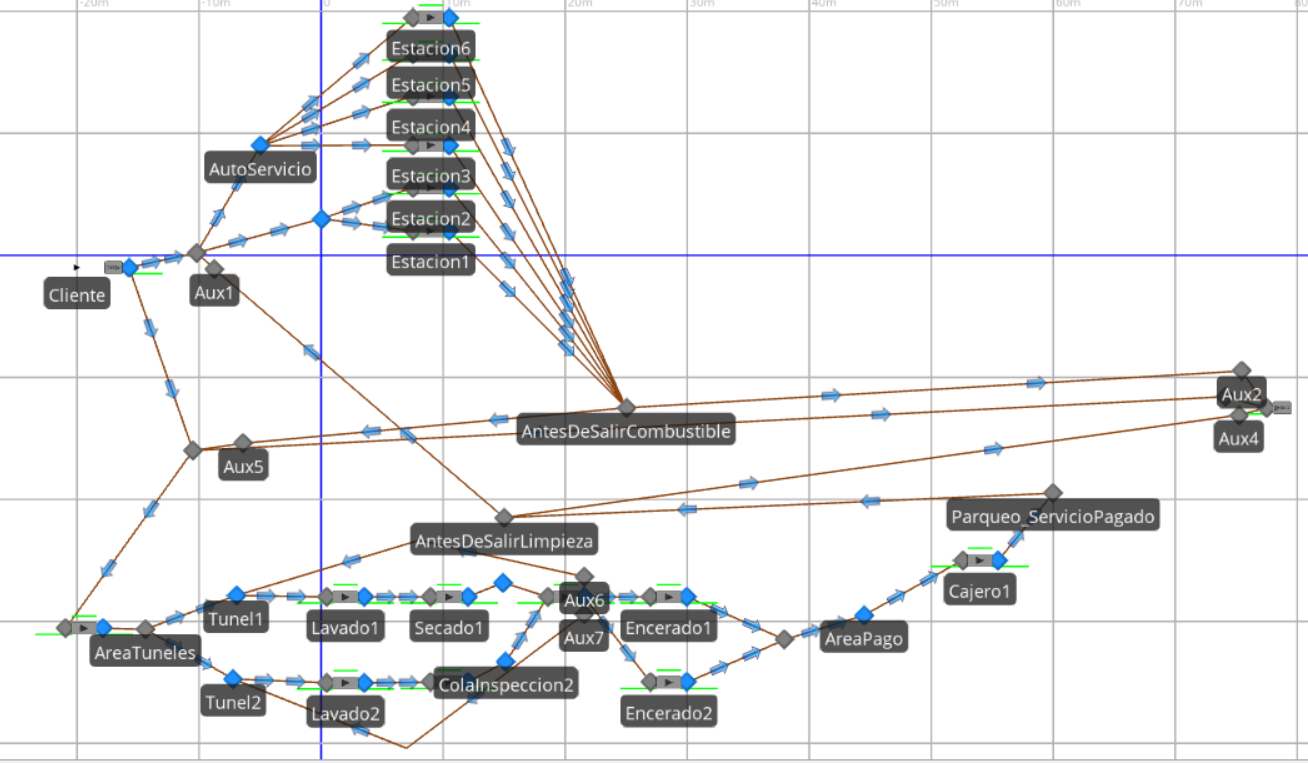 -20m -10m 0 10m 20m 30m 40m 50m 60m 70m
Estacion6
Estacion5
Estacion4
AutoServicio
Estacion3
Estacion2
Estacion1
Cliente
Aux1
Aux2
AntesDeSalirCombustible
Aux4
Aux5
Parqueo_ServicioPagado
AntesDeSalirLimpieza
Cajero1
Aux6
Tunel1 Lavado1 Secado1 Encerado1
Aux7 AreaPago
AreaTuneles
ColaInspeccion2
Tunel2
Lavado2 Encerado2